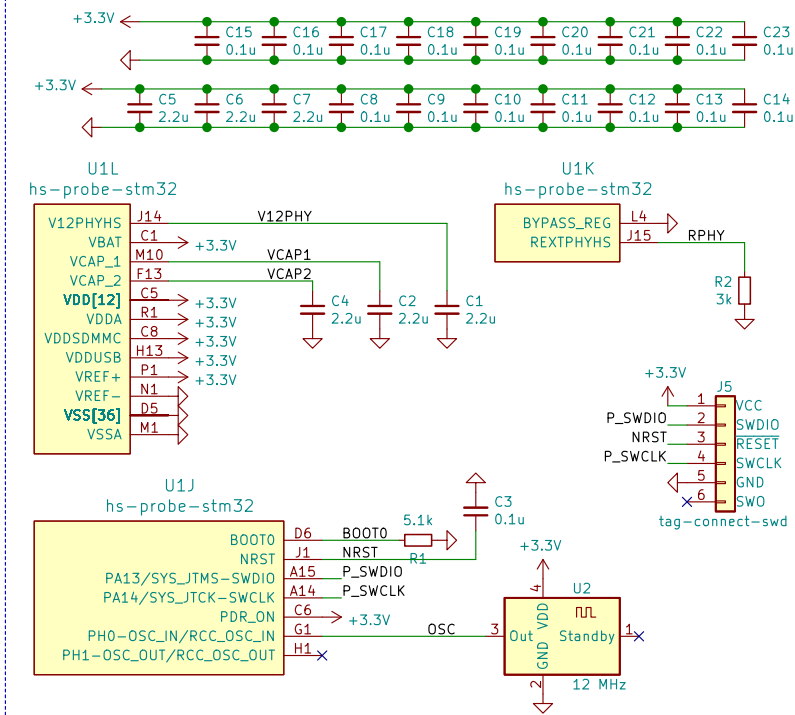 +3.3V C15 C16 C17 C18 C19 C20 C21 C22 C23
0.1u 0.1u 0.1u 0.1u 0.1u 0.1u 0.1u 0.1u 0.1u
+3.3V C5 C6 C7 C8 C9 C10 C11 C12 C13 C14
2.2u 2.2u 2.2u 0.1u 0.1u 0.1u 0.1u 0.1u 0.1u 0.1u
U1L
hs-probe-stm32
V12PHYHS J14 V12PHY
VBAT C1 +3.3V
VCAP_1 M10 VCAP1
VCAP_2 F13 VCAP2
VDD[12] C5 +3.3V
VDDA R1 +3.3V
VDDSDMMC C8 +3.3V
VDDUSB H13 +3.3V
VREF+ P1 +3.3V
VREF- N1
VSS[36] D5
VSSA M1
C4 C2 C1
2.2u 2.2u 2.2u
U1K
hs-probe-stm32
BYPASS_REG L4
REXTPHYHS J15 RPHY
R2
3k
J5
+3.3V 1 VCC
P_SWDIO 2 SWDIO
NRST 3 RESET
P_SWCLK 4 SWCLK
5 GND
6 SWO
tag-connect-swd
U1J
hs-probe-stm32
BOOT0 D6 BOOT0 5.1k
R1
NRST J1 NRST
C3
0.1u
PA13/SYS_JTMS-SWDIO A15 P_SWDIO
PA14/SYS_JTCK-SWCLK A14 P_SWCLK
PDR_ON C6 +3.3V
PH0-OSC_IN/RCC_OSC_IN G1 OSC
PH1-OSC_OUT/RCC_OSC_OUT H1
+3.3V
U2
4 VDD
3 Out Standby 1
GND 2
12 MHz